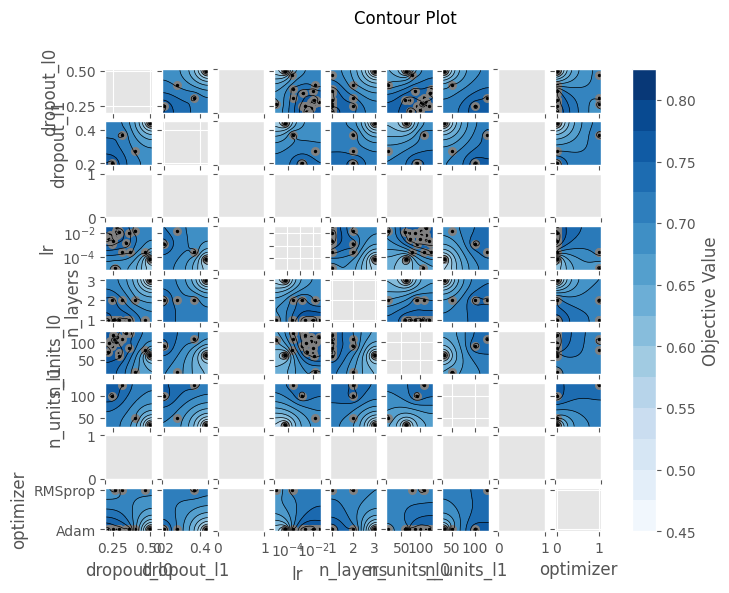 Contour Plot
dropout_l0
0.50
0.25
dropout_l1
0.4
0.2
1
0
lr
10⁻²
10⁻⁴
n_layers
3
2
1
n_units_l0
100
50
n_units_l1
100
50
1
0
optimizer
RMSprop
Adam
0.25 0.50
0.2 0.4
0 1
10⁻⁴ 10⁻²
1 2 3
50 100
50 100
0 1
0 1
dropout_l0 dropout_l1 lr n_layers n_units_l0 n_units_l1 optimizer
0.80
0.75
0.70
0.65
0.60
0.55
0.50
0.45
Objective Value